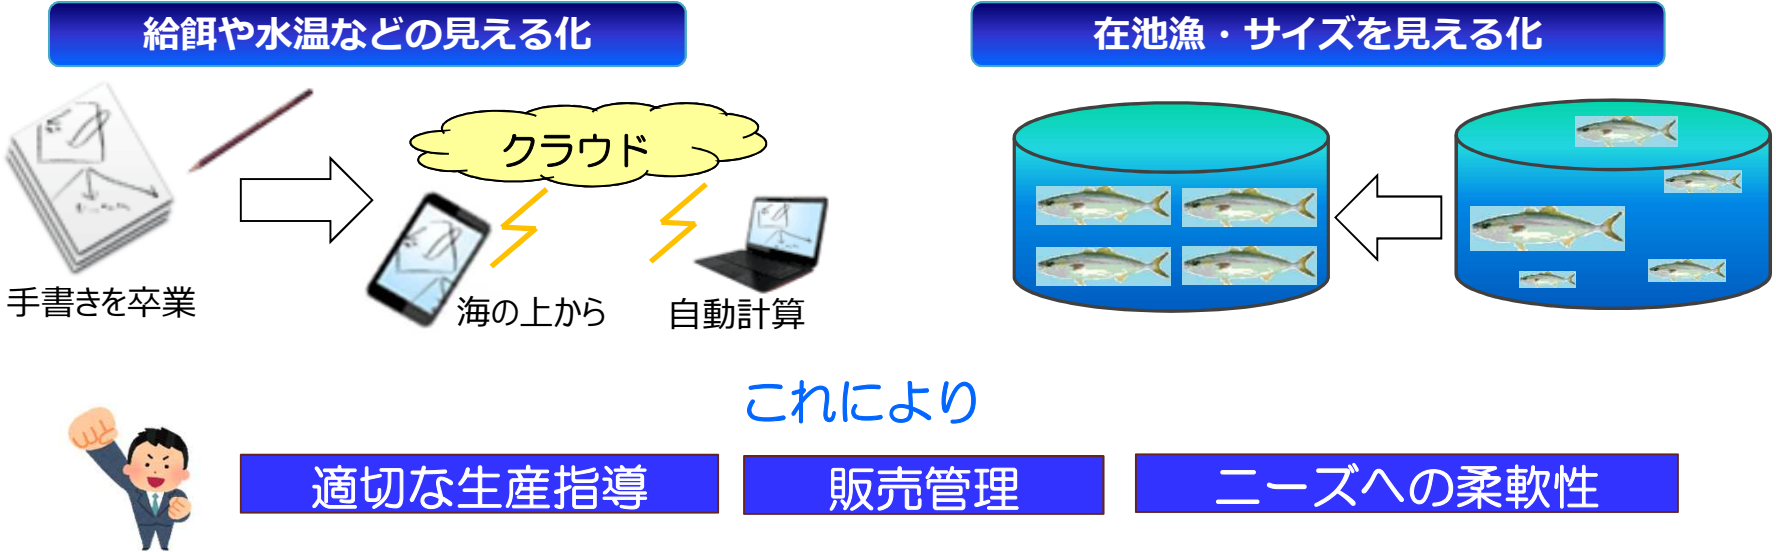 給餌や水温などの見える化
在池漁・サイズを見える化
クラウド
手書きを卒業
海の上から
自動計算
これにより
適切な生産指導
販売管理
ニーズへの柔軟性